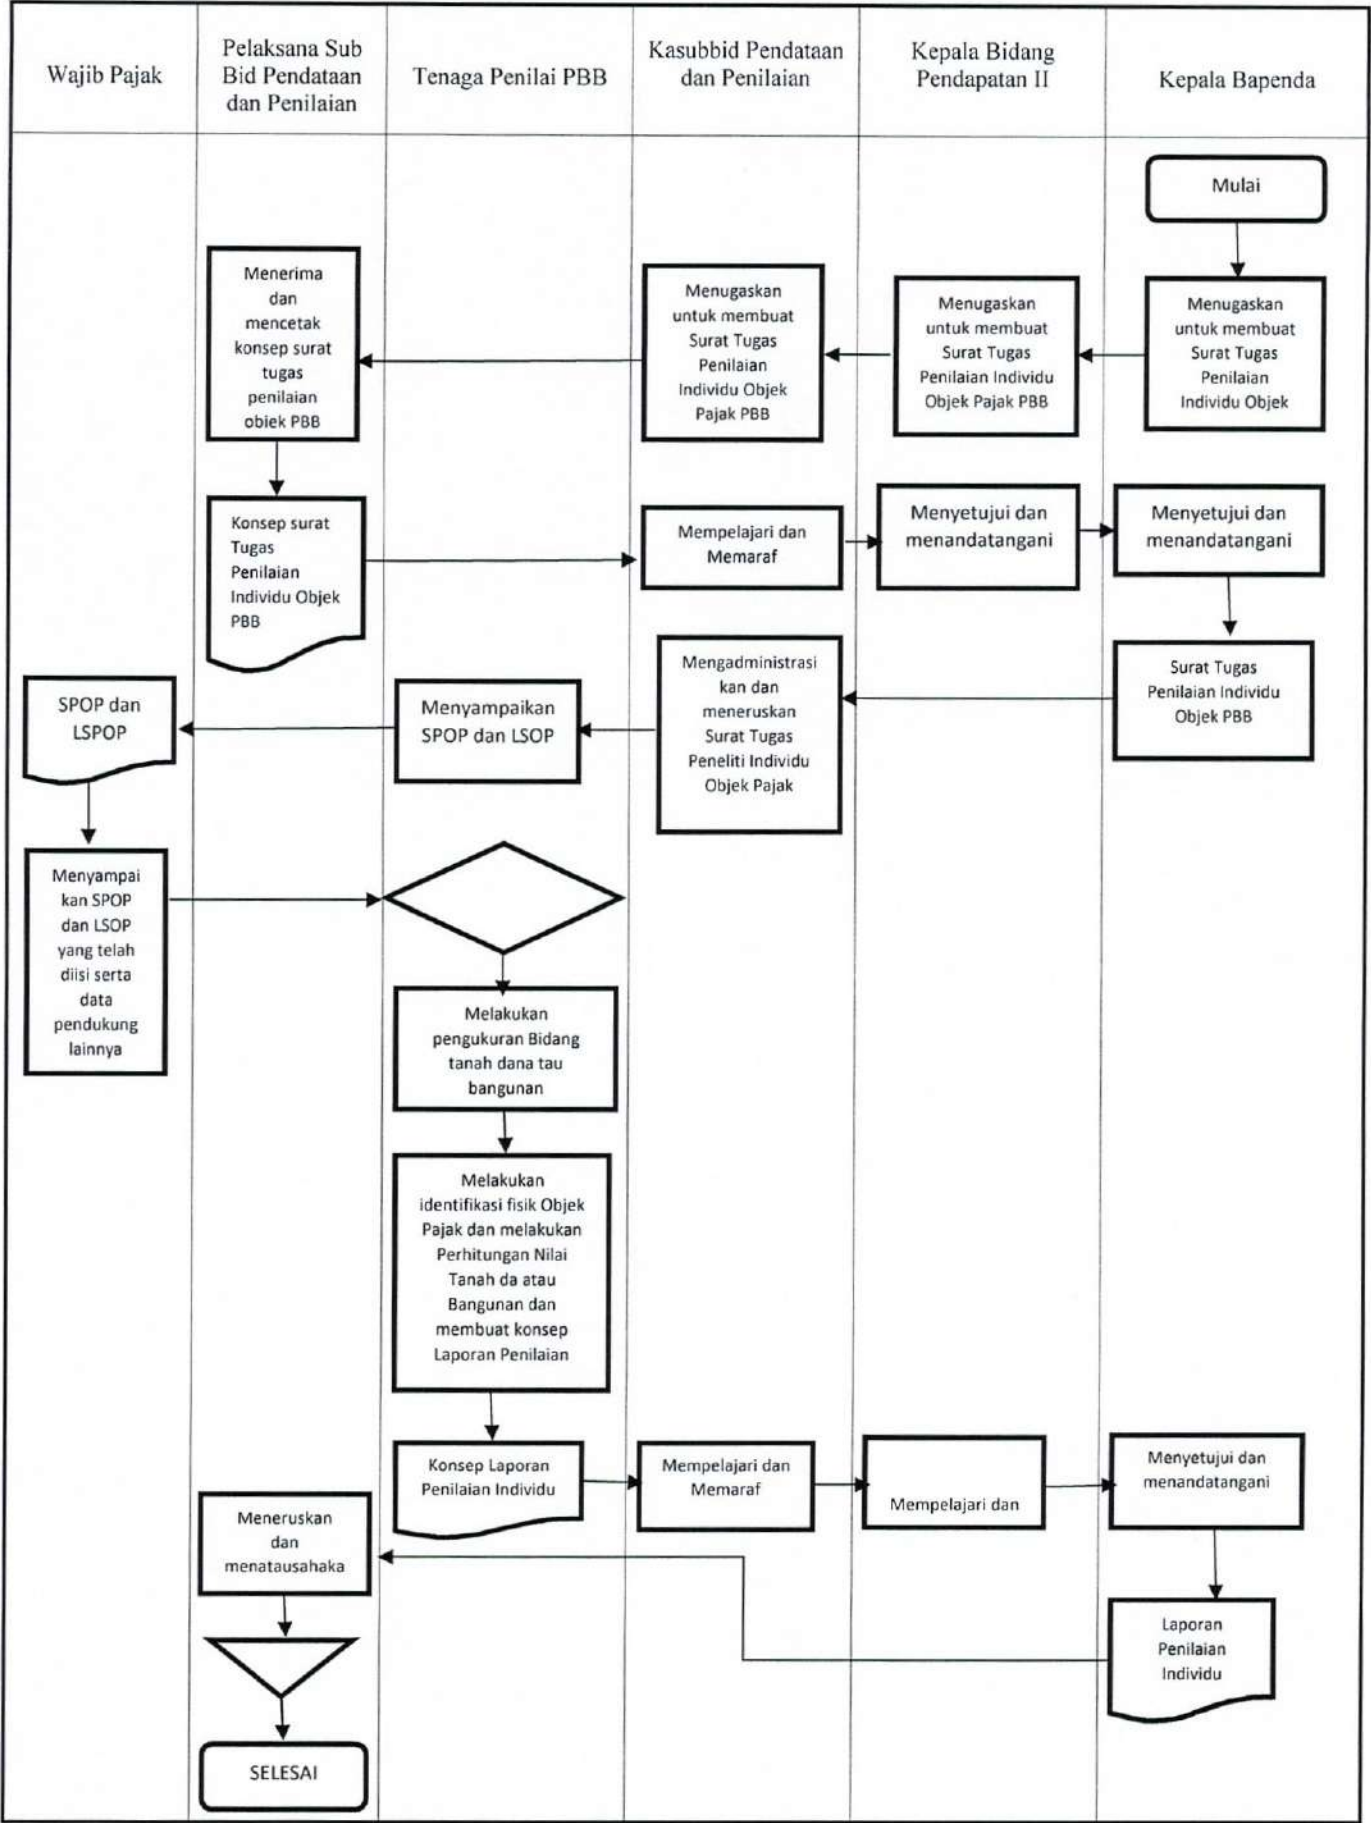 Wajib Pajak
Pelaksana Sub
Bid Pendataan
dan Penilaian
Tenaga Penilai PBB
Kasubbid Pendataan
dan Penilaian
Kepala Bidang
Pendapatan II
Kepala Bapenda
Mulai
Menugaskan
untuk membuat
Surat Tugas
Penilaian
Individu Objek
Menugaskan
untuk membuat
Surat Tugas
Penilaian Individu
Objek Pajak PBB
Menugaskan
untuk membuat
Surat Tugas
Penilaian
Individu Objek
Pajak PBB
Menerima
dan
mencetak
konsep surat
tugas
penilaian
obiek PBB
Konsep surat
Tugas
Penilaian
Individu Objek
PBB
Mempelajari dan
Memaraf
Menyetujui dan
menandatangani
Menyetujui dan
menandatangani
Surat Tugas
Penilaian Individu
Objek PBB
Mengadministrasi
kan dan
meneruskan
Surat Tugas
Peneliti Individu
Objek Pajak
Menyampaikan
SPOP dan LSOP
SPOP dan
LSPOP
Menyampai
kan SPOP
dan LSOP
yang telah
diisi serta
data
pendukung
lainnya
Melakukan
pengukuran Bidang
tanah dana tau
bangunan
Melakukan
identifikasi fisik Objek
Pajak dan melakukan
Perhitungan Nilai
Tanah da atau
Bangunan dan
membuat konsep
Laporan Penilaian
Konsep Laporan
Penilaian Individu
Mempelajari dan
Memaraf
Mempelajari dan
Menyetujui dan
menandatangani
Laporan
Penilaian
Individu
Meneruskan
dan
menatausahaka
SELESAI